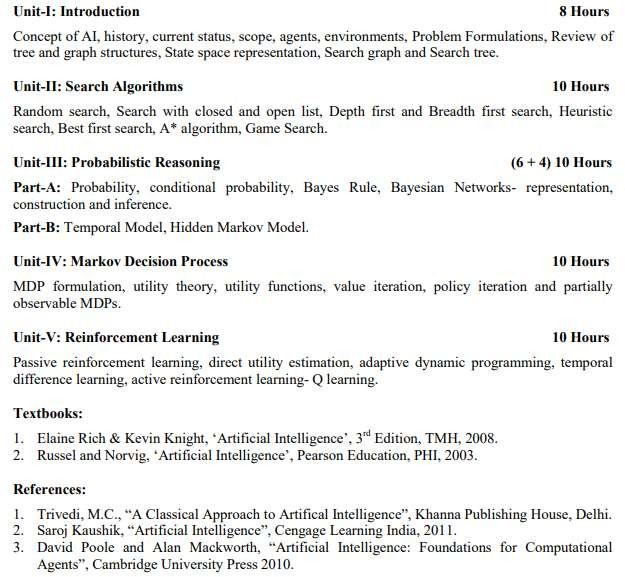 Unit-I: Introduction 8 Hours
Concept of AI, history, current status, scope, agents, environments, Problem Formulations, Review of
tree and graph structures, State space representation, Search graph and Search tree.
Unit-II: Search Algorithms 10 Hours
Random search, Search with closed and open list, Depth first and Breadth first search, Heuristic
search, Best first search, A* algorithm, Game Search.
Unit-III: Probabilistic Reasoning (6 + 4) 10 Hours
Part-A: Probability, conditional probability, Bayes Rule, Bayesian Networks- representation,
construction and inference.
Part-B: Temporal Model, Hidden Markov Model.
Unit-IV: Markov Decision Process 10 Hours
MDP formulation, utility theory, utility functions, value iteration, policy iteration and partially
observable MDPs.
Unit-V: Reinforcement Learning 10 Hours
Passive reinforcement learning, direct utility estimation, adaptive dynamic programming, temporal
difference learning, active reinforcement learning- Q learning.
Textbooks:
1. Elaine Rich & Kevin Knight, ‘Artificial Intelligence’, 3rd Edition, TMH, 2008.
2. Russel and Norvig, ‘Artificial Intelligence’, Pearson Education, PHI, 2003.
References:
1. Trivedi, M.C., “A Classical Approach to Artifical Intelligence”, Khanna Publishing House, Delhi.
2. Saroj Kaushik, “Artificial Intelligence”, Cengage Learning India, 2011.
3. David Poole and Alan Mackworth, “Artificial Intelligence: Foundations for Computational
Agents”, Cambridge University Press 2010.